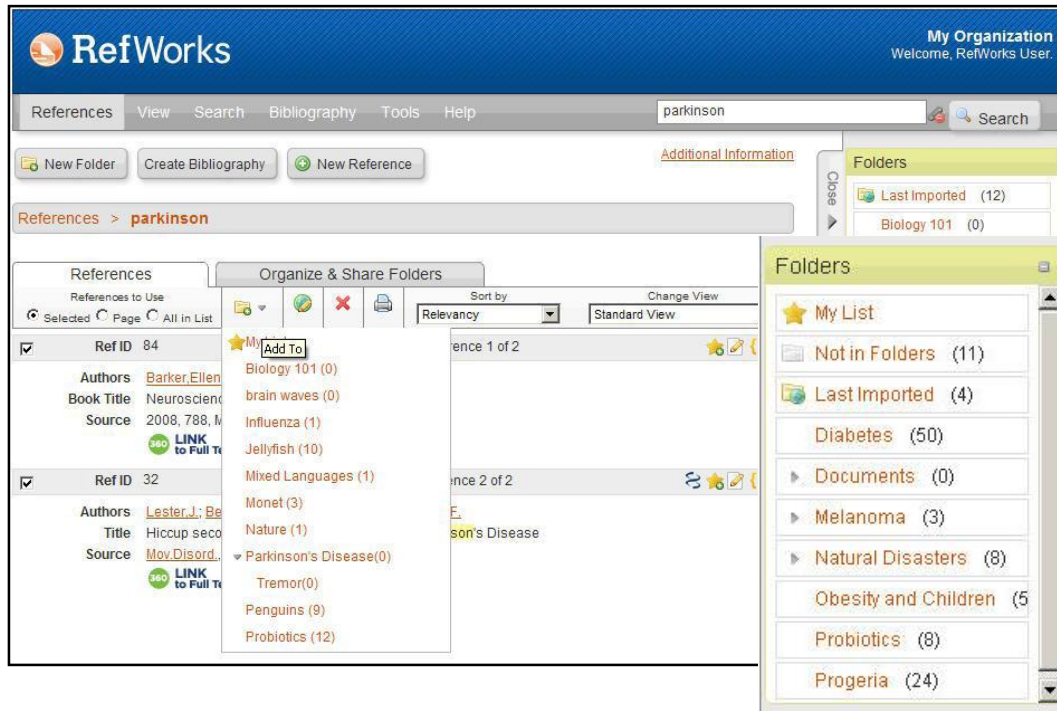 RefWorks
My Organization
Welcome, RefWorks User.
References View Search Bibliography Tools Help
parkinson
Search
New Folder
Create Bibliography
New Reference
Additional Information
References > parkinson
References
Organize & Share Folders
References to Use
Selected Page All in List
Sort by
Relevancy
Change View
Standard View
Ref ID 84
rence 1 of 2
Authors Barker,Ellen
Book Title Neuroscien
Source 2008, 788, M
360 LINK
to Full Te
Ref ID 32
ence 2 of 2
Authors Lester,J.; Be
F.
Title Hiccup seco
son's Disease
Source Mov.Disord.,
360 LINK
to Full Te
My
Add To
Biology 101 (0)
brain waves (0)
Influenza (1)
Jellyfish (10)
Mixed Languages (1)
Monet (3)
Nature (1)
Parkinson's Disease(0)
Tremor(0)
Penguins (9)
Probiotics (12)
Close
Folders
Last Imported (12)
Biology 101 (0)
Folders
My List
Not in Folders (11)
Last Imported (4)
Diabetes (50)
Documents (0)
Melanoma (3)
Natural Disasters (8)
Obesity and Children (5
Probiotics (8)
Progeria (24)